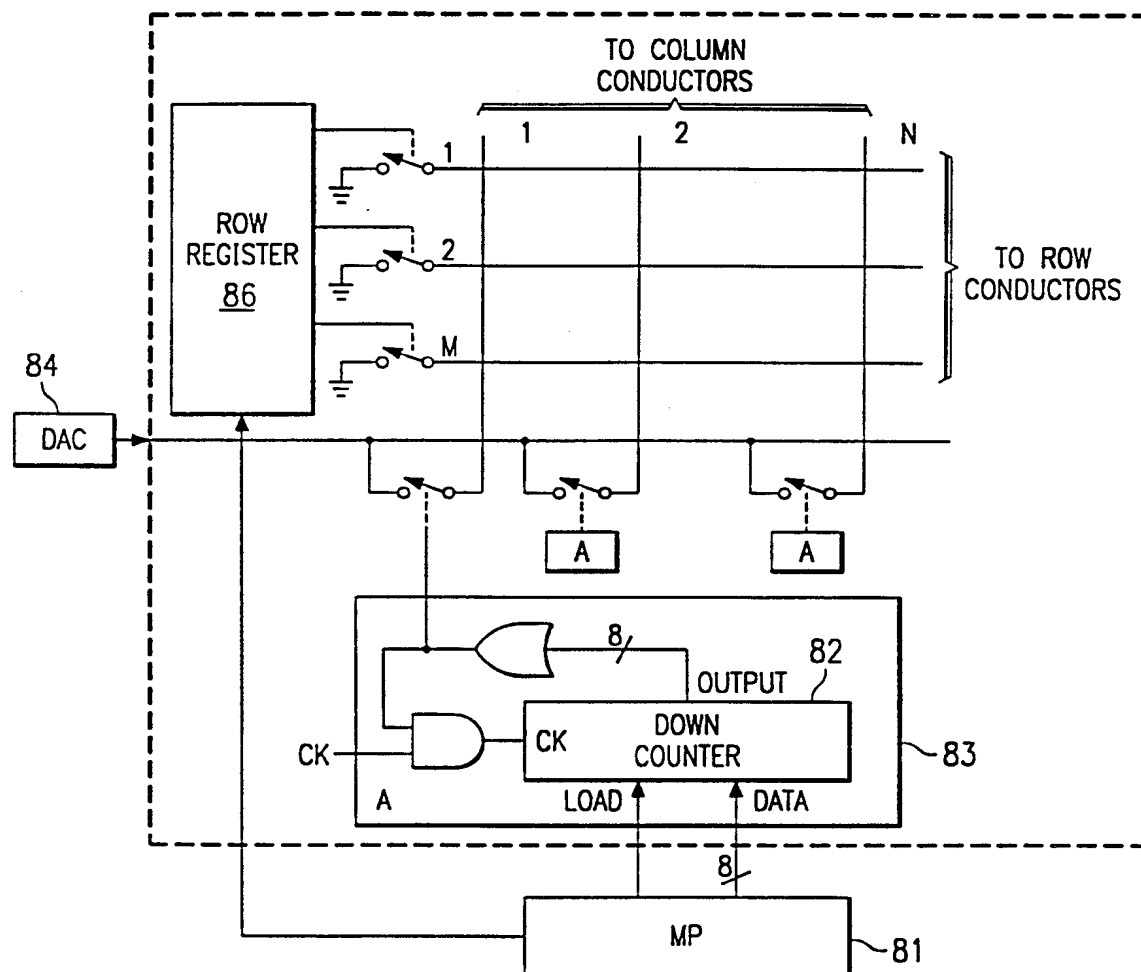 TO COLUMN
CONDUCTORS
1
2
N
ROW
REGISTER
86
1
2
M
TO ROW
CONDUCTORS
84
DAC
A
A
8
OUTPUT
82
CK
CK
DOWN
COUNTER
83
A
LOAD
DATA
8
MP
81